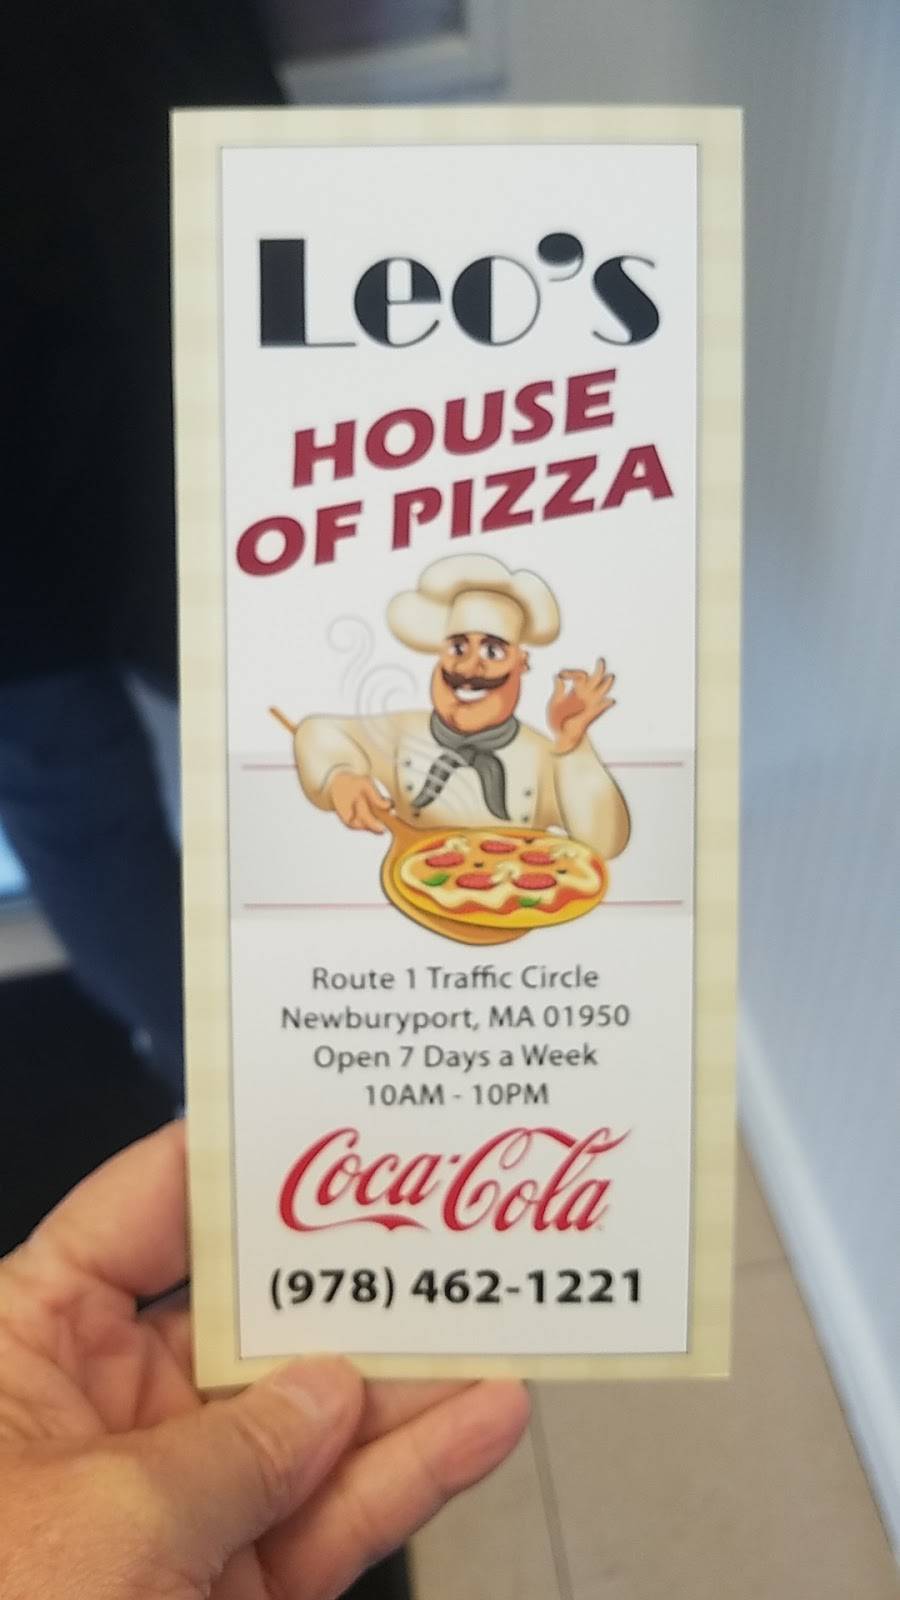 Leo's
HOUSE
OF PIZZA
Route 1 Traffic Circle
Newburyport, MA 01950
Open 7 Days a Week
10AM - 10PM
Coca-Cola
(978) 462-1221